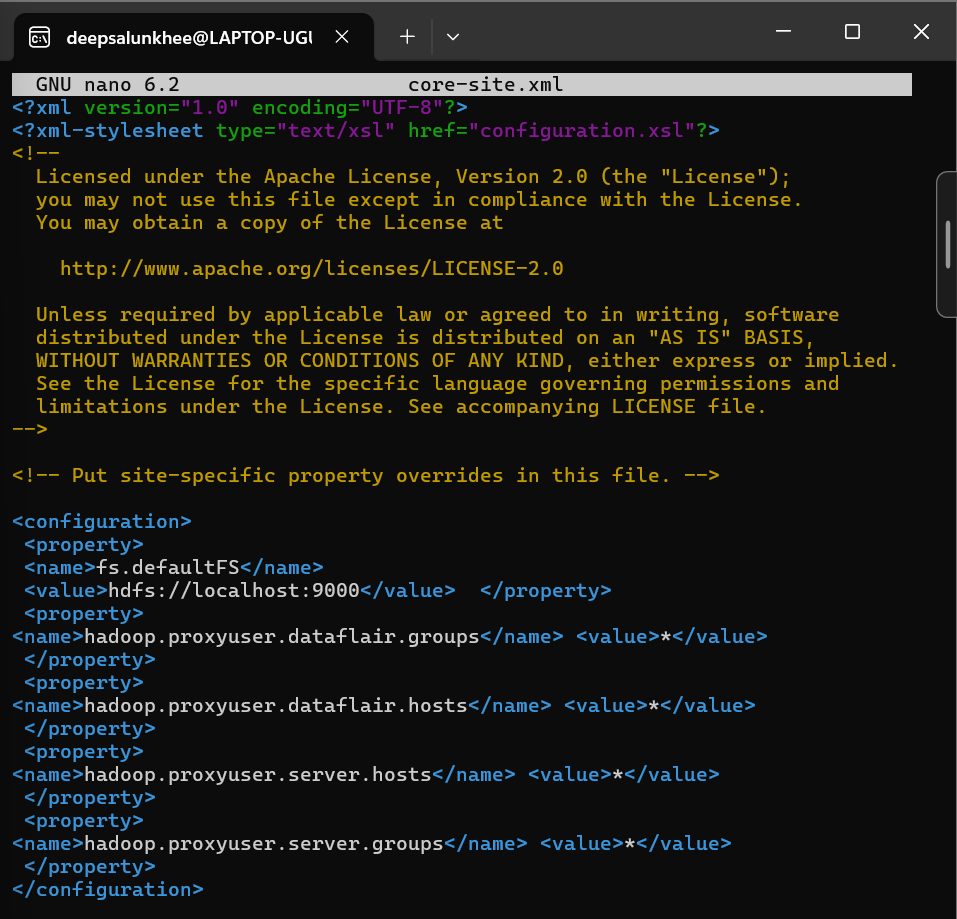 deepsalunkhee@LAPTOP-UGU
GNU nano 6.2 core-site.xml
<?xml version="1.0" encoding="UTF-8"?>
<?xml-stylesheet type="text/xsl" href="configuration.xsl"?>
<!--
  Licensed under the Apache License, Version 2.0 (the "License");
  you may not use this file except in compliance with the License.
  You may obtain a copy of the License at

    http://www.apache.org/licenses/LICENSE-2.0

  Unless required by applicable law or agreed to in writing, software
  distributed under the License is distributed on an "AS IS" BASIS,
  WITHOUT WARRANTIES OR CONDITIONS OF ANY KIND, either express or implied.
  See the License for the specific language governing permissions and
  limitations under the License. See accompanying LICENSE file.
-->

<!-- Put site-specific property overrides in this file. -->

<configuration>
 <property>
 <name>fs.defaultFS</name>
 <value>hdfs://localhost:9000</value>  </property>
 <property>
<name>hadoop.proxyuser.dataflair.groups</name> <value>*</value>
 </property>
 <property>
<name>hadoop.proxyuser.dataflair.hosts</name> <value>*</value>
 </property>
 <property>
<name>hadoop.proxyuser.server.hosts</name> <value>*</value>
 </property>
 <property>
<name>hadoop.proxyuser.server.groups</name> <value>*</value>
 </property>
</configuration>